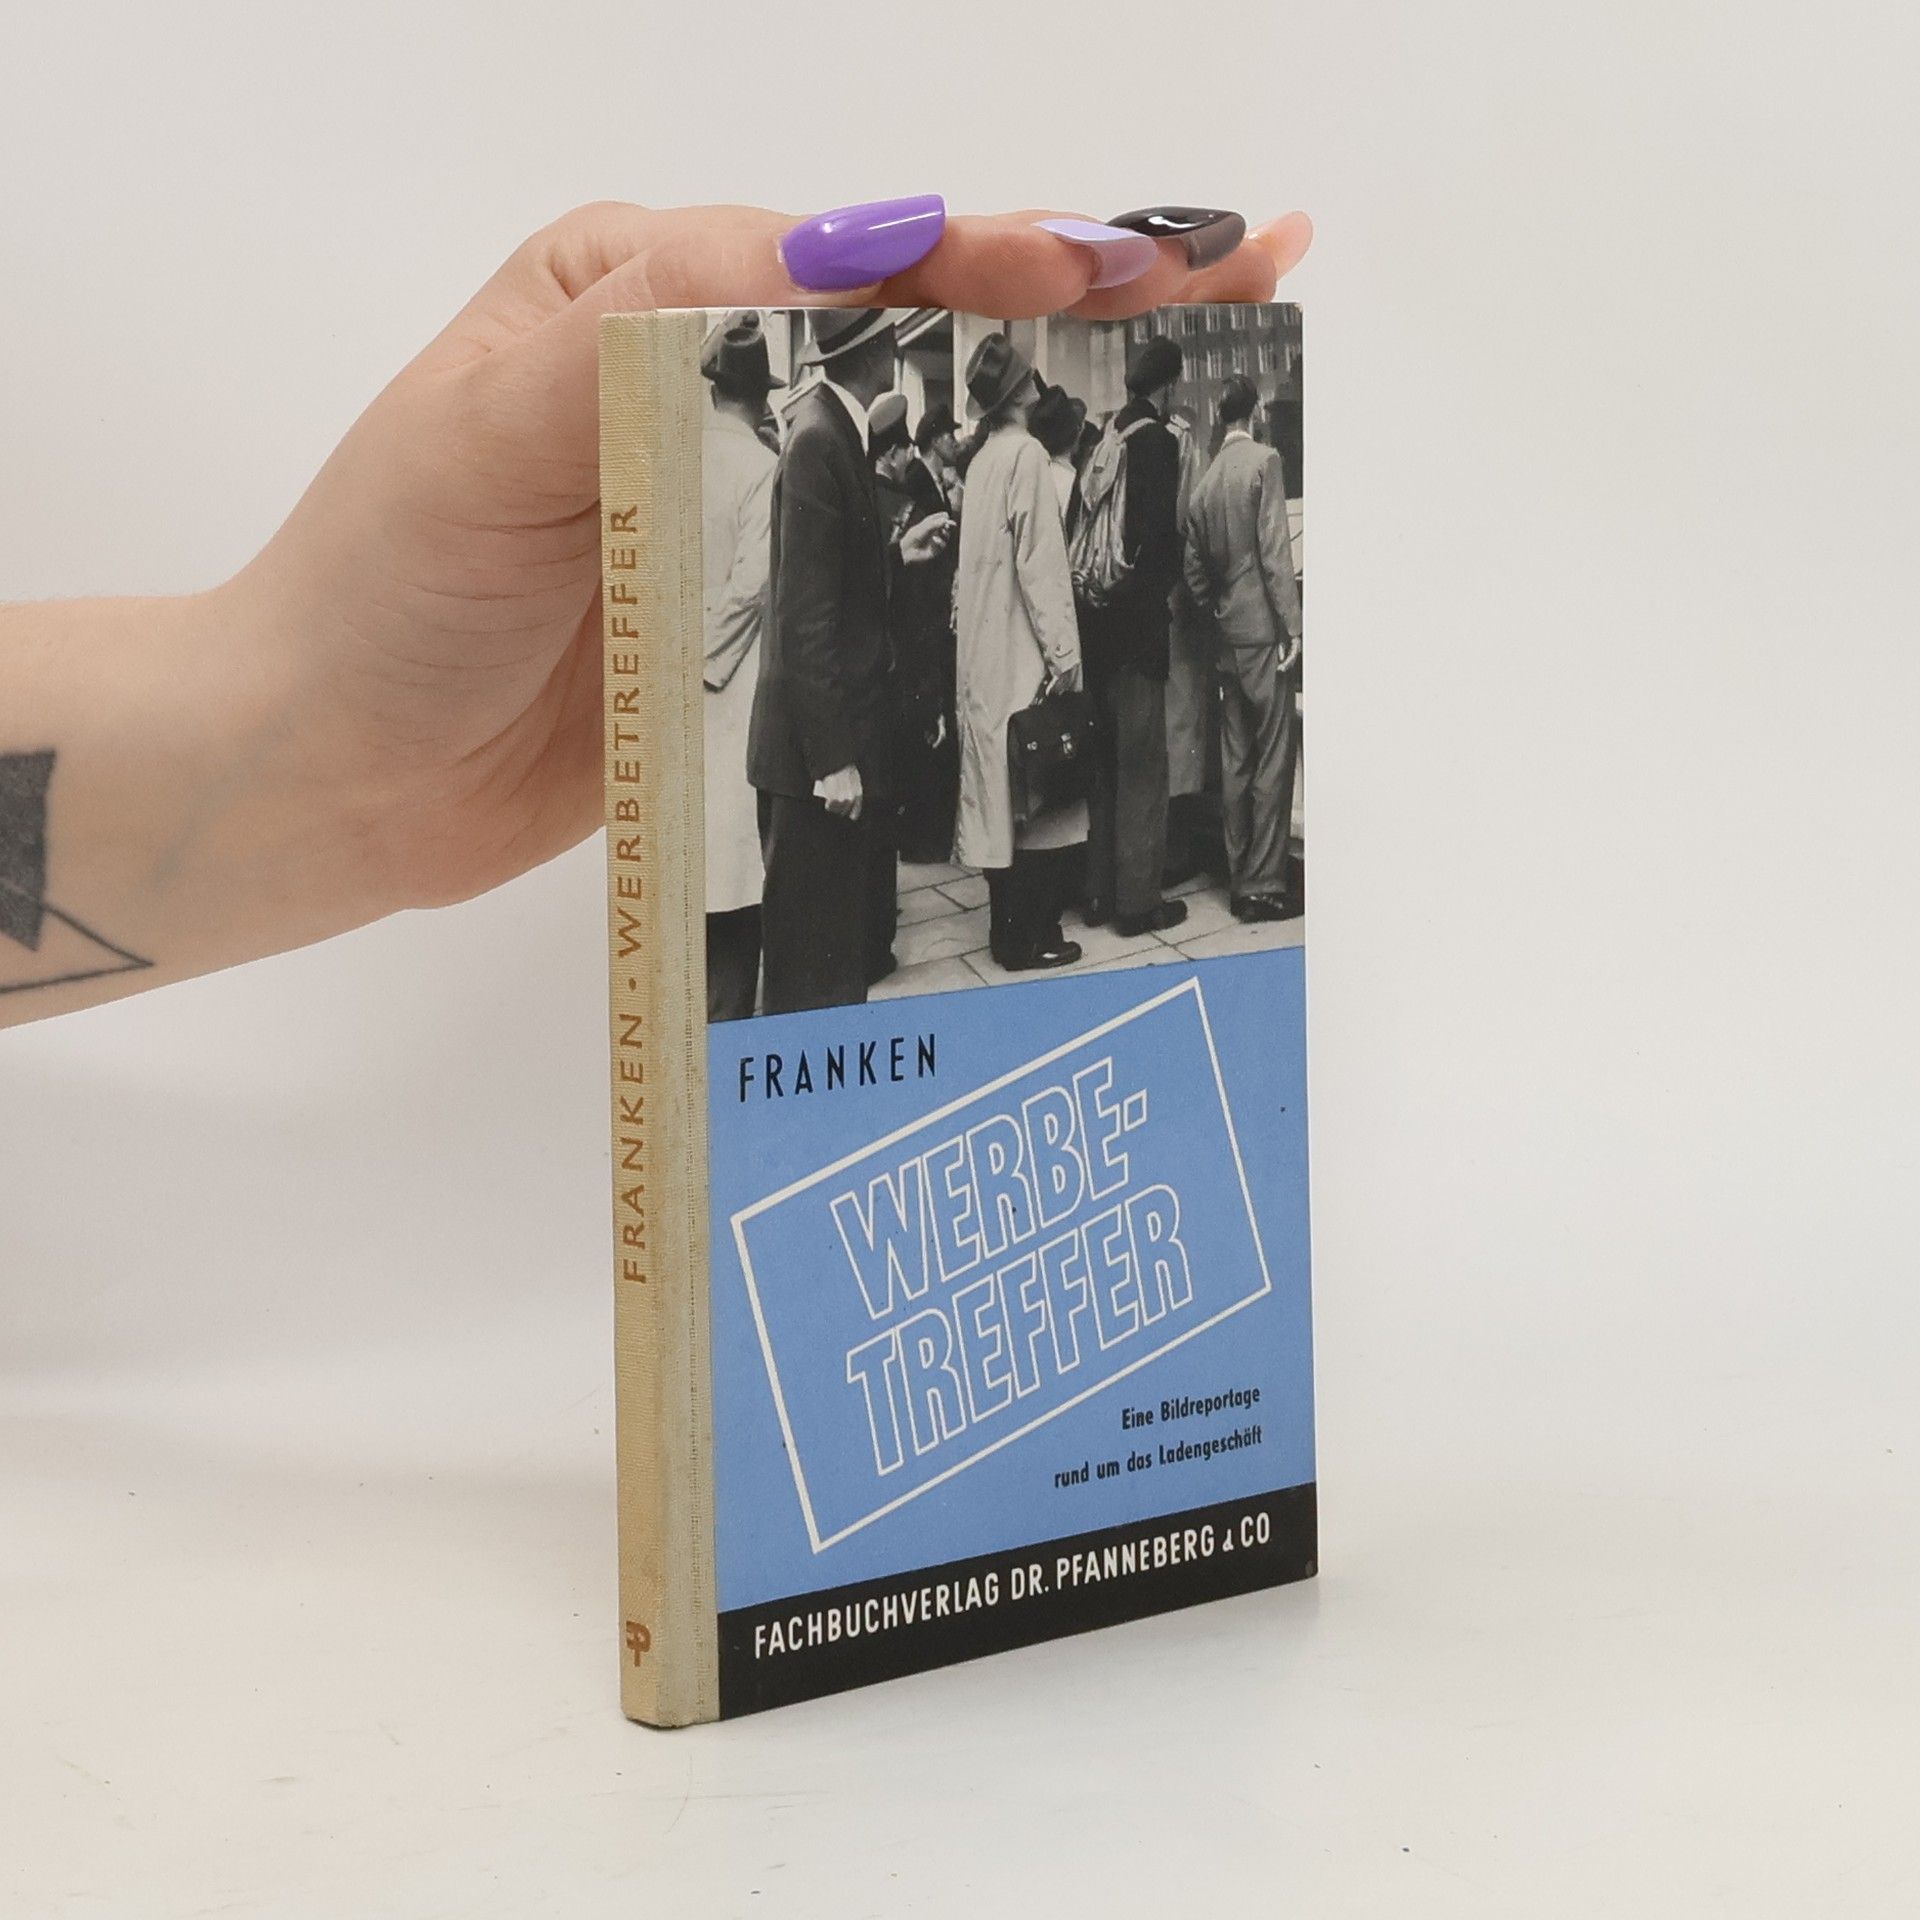 FRANKEN · WERBETREFFER
FRANKEN
WERBE-
TREFFER
Eine Bildreportage
rund um das Ladengeschäft
FACHBUCHVERLAG DR. PFANNEBERG & CO